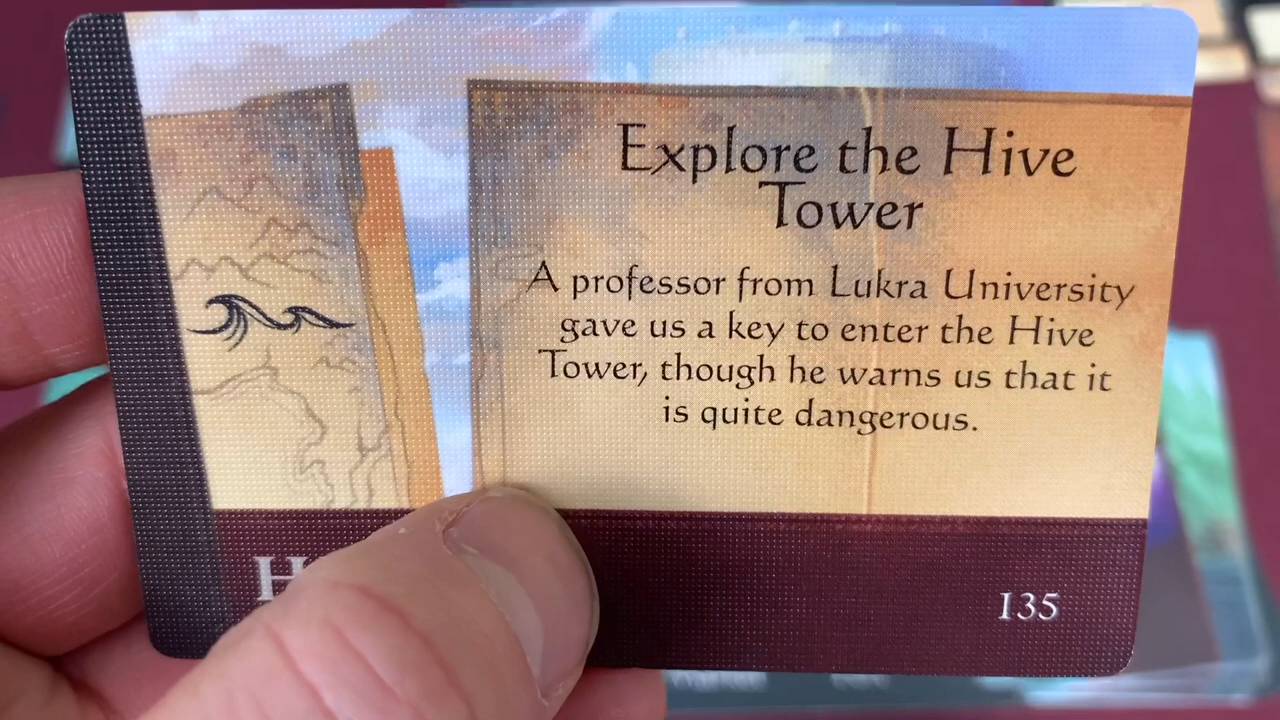 Explore the Hive
Tower
A professor from Lukra University
gave us a key to enter the Hive
Tower, though he warns us that it
is quite dangerous.
135